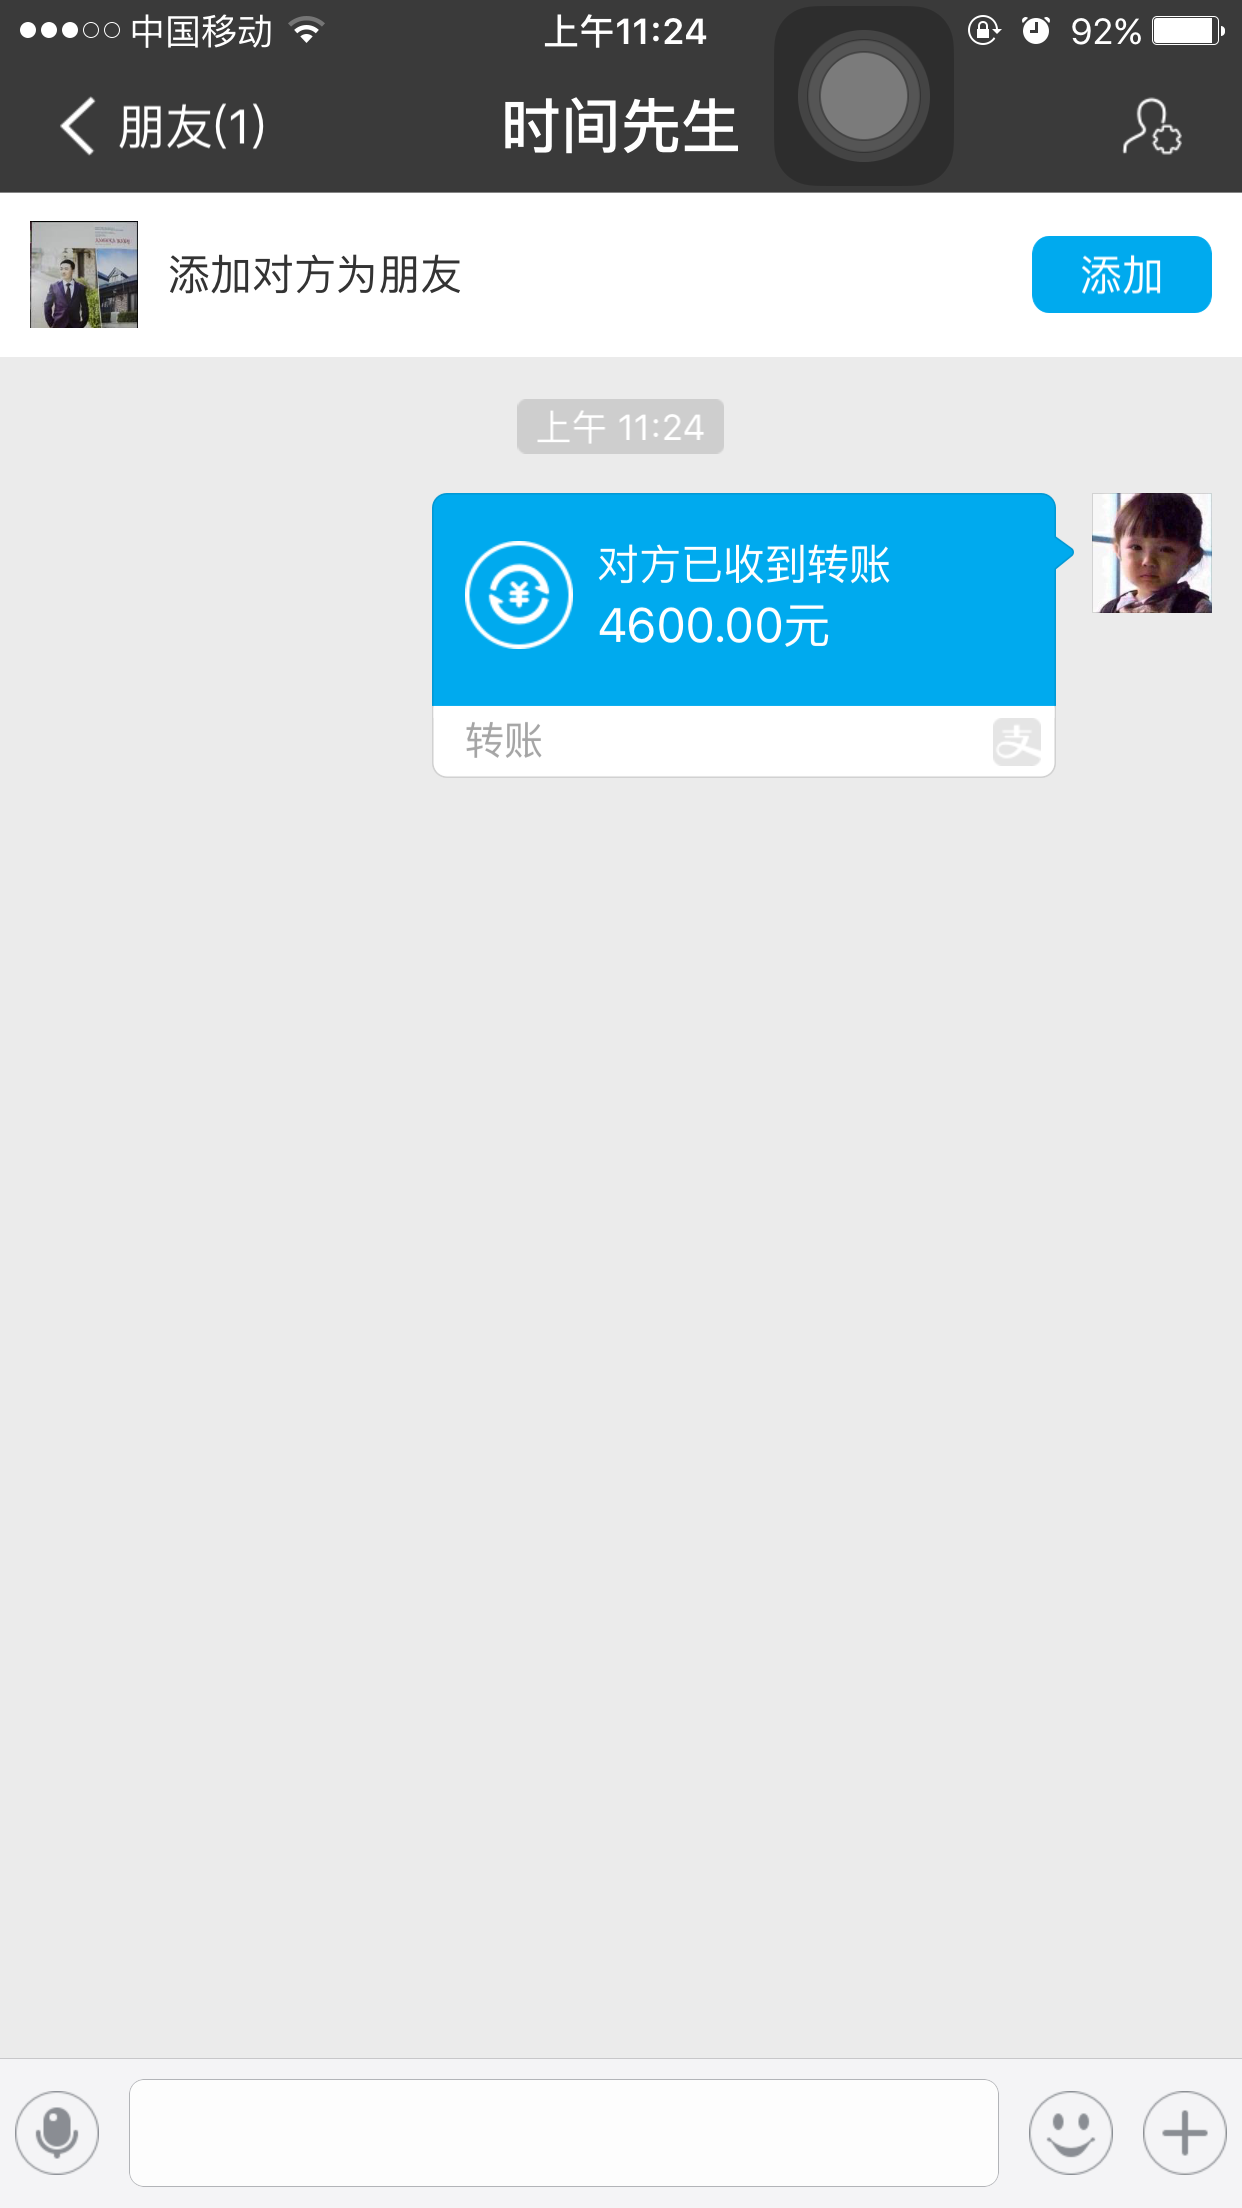 中国移动
上午11:24
92%
朋友(1)
时间先生
添加对方为朋友
添加
上午 11:24
对方已收到转账
4600.00元
转账
支